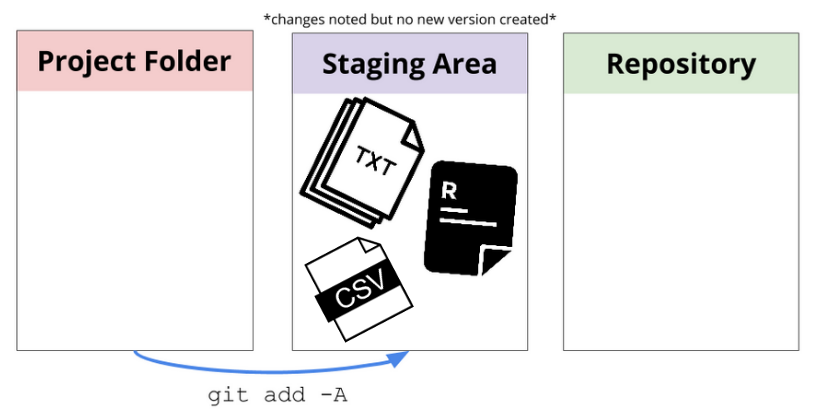 *changes noted but no new version created*
Project Folder
Staging Area
Repository
TXT
R
CSV
git add -A